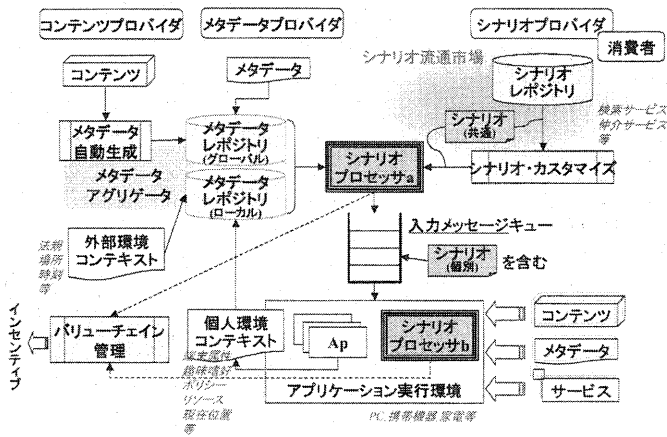 コンテンツプロバイダ
メタデータプロバイダ
シナリオプロバイダ
消費者
シナリオ流通市場
コンテンツ
メタデータ
シナリオ
レポジトリ
検索サービス
仲介サービス
等
シナリオ
(共通)
メタデータ
自動生成
メタデータ
レポジトリ
(グローバル)
シナリオ
プロセッサa
シナリオ・カスタマイズ
メタデータ
アグリゲータ
メタデータ
レポジトリ
(ローカル)
入力メッセージキュー
法規
場所
時刻
等
外部環境
コンテキスト
シナリオ
(個別)
を含む
インセンティブ
バリューチェイン
管理
個人環境
コンテキスト
趣味嗜好
ポリシー
リソース
現在位置
等
Ap
シナリオ
プロセッサb
アプリケーション実行環境
PC,携帯機器,家電等
コンテンツ
メタデータ
サービス